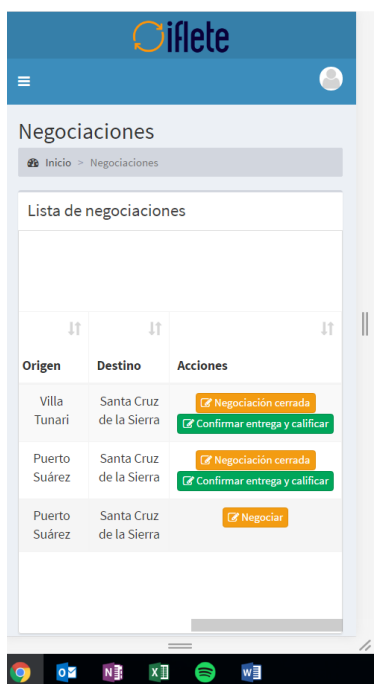 iflete
Negociaciones
Inicio > Negociaciones
Lista de negociaciones
Origen Destino Acciones
Villa Santa Cruz Negociación cerrada
Tunari de la Sierra Confirmar entrega y calificar
Puerto Santa Cruz Negociación cerrada
Suárez de la Sierra Confirmar entrega y calificar
Puerto Santa Cruz Negociar
Suárez de la Sierra